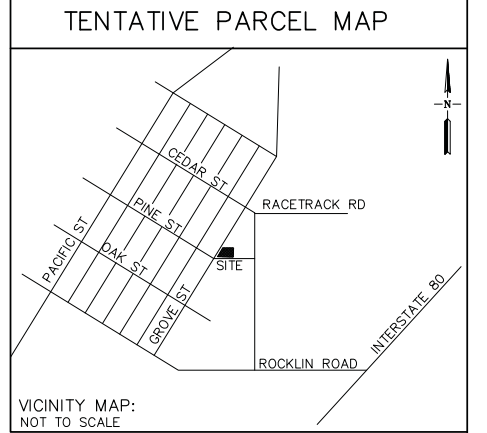 TENTATIVE PARCEL MAP
N
CEDAR ST
RACETRACK RD
PINE ST
PACIFIC ST
OAK ST
SITE
GROVE ST
INTERSTATE 80
ROCKLIN ROAD
VICINITY MAP:
NOT TO SCALE